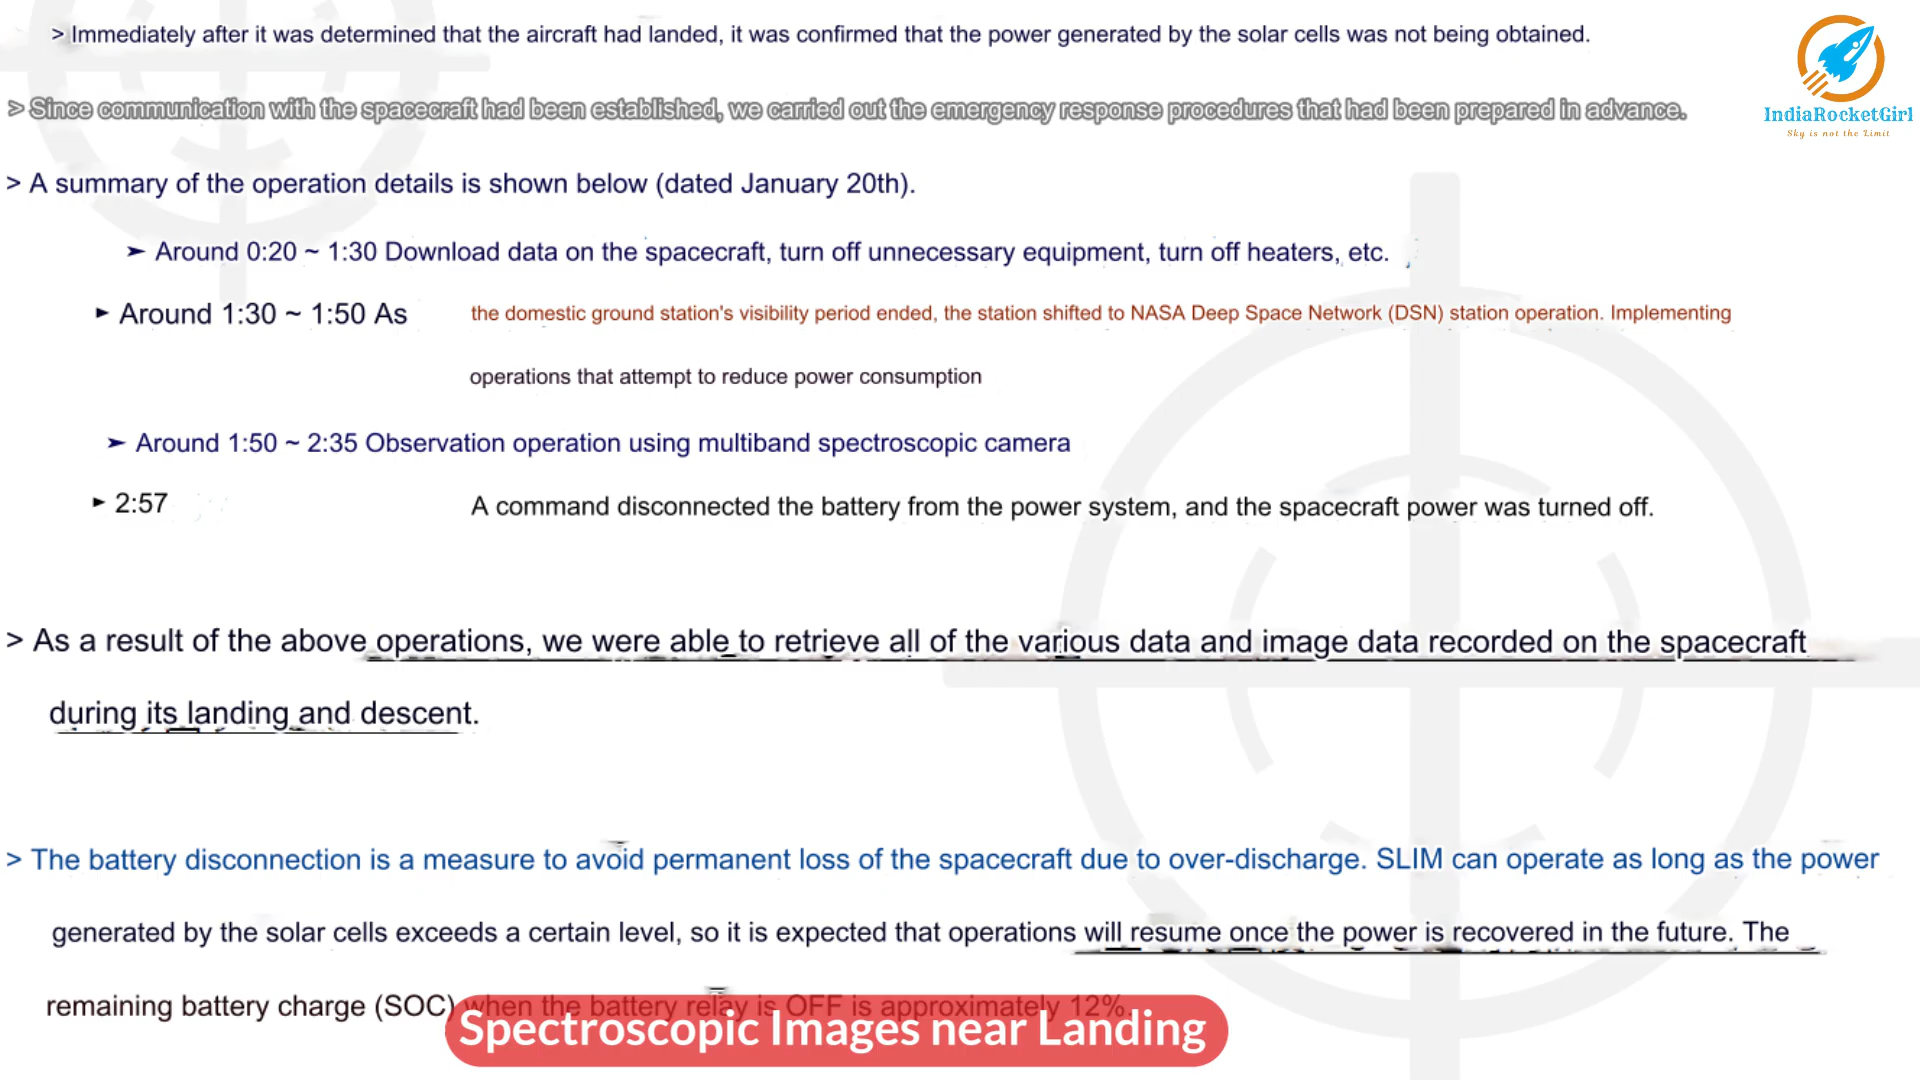 > Immediately after it was determined that the aircraft had landed, it was confirmed that the power generated by the solar cells was not being obtained.
IndiaRocketGirl
Sky is not the Limit
> Since communication with the spacecraft had been established, we carried out the emergency response procedures that had been prepared in advance.
> A summary of the operation details is shown below (dated January 20th).
➤ Around 0:20 ~ 1:30 Download data on the spacecraft, turn off unnecessary equipment, turn off heaters, etc.
► Around 1:30 ~ 1:50 As the domestic ground station's visibility period ended, the station shifted to NASA Deep Space Network (DSN) station operation. Implementing
operations that attempt to reduce power consumption
➤ Around 1:50 ~ 2:35 Observation operation using multiband spectroscopic camera
► 2:57 A command disconnected the battery from the power system, and the spacecraft power was turned off.
> As a result of the above operations, we were able to retrieve all of the various data and image data recorded on the spacecraft
during its landing and descent.
> The battery disconnection is a measure to avoid permanent loss of the spacecraft due to over-discharge. SLIM can operate as long as the power
generated by the solar cells exceeds a certain level, so it is expected that operations will resume once the power is recovered in the future. The
remaining battery charge (SOC) when the battery relay is OFF is approximately 12%.
Spectroscopic Images near Landing